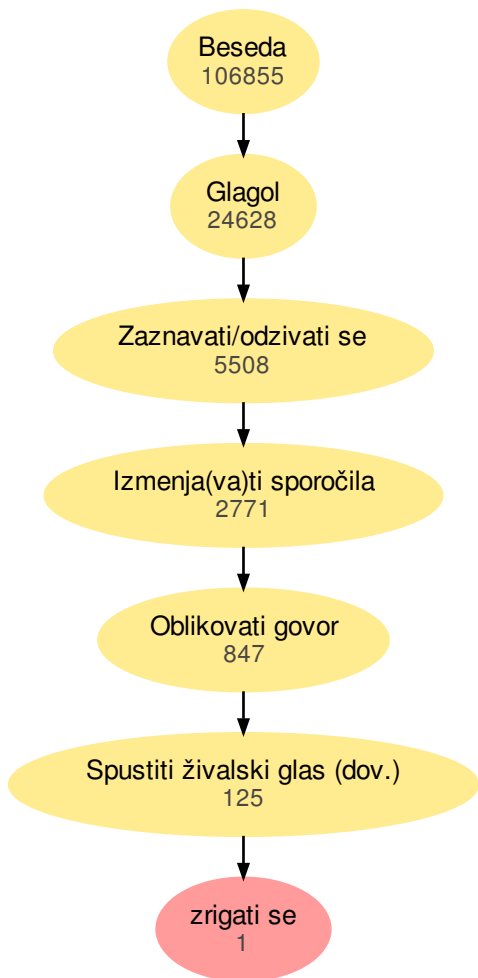 Beseda
106855
Glagol
24628
Zaznavati/odzivati se
5508
Izmenja(va)ti sporočila
2771
Oblikovati govor
847
Spustiti živalski glas (dov.)
125
zrigati se
1